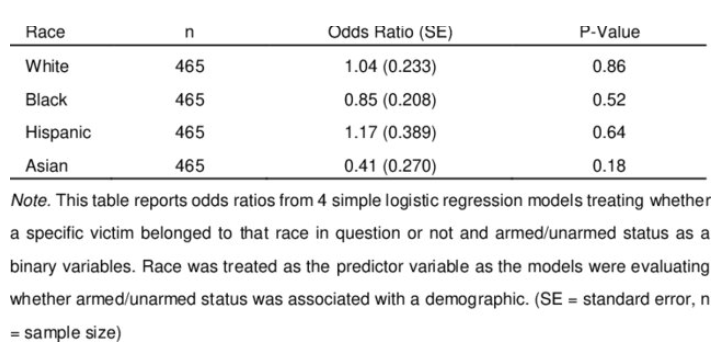 Race n Odds Ratio (SE) P-Value
White 465 1.04 (0.233) 0.86
Black 465 0.85 (0.208) 0.52
Hispanic 465 1.17 (0.389) 0.64
Asian 465 0.41 (0.270) 0.18
Note. This table reports odds ratios from 4 simple logistic regression models treating whether
a specific victim belonged to that race in question or not and armed/unarmed status as a
binary variables. Race was treated as the predictor variable as the models were evaluating
whether armed/unarmed status was associated with a demographic. (SE = standard error, n
= sample size)